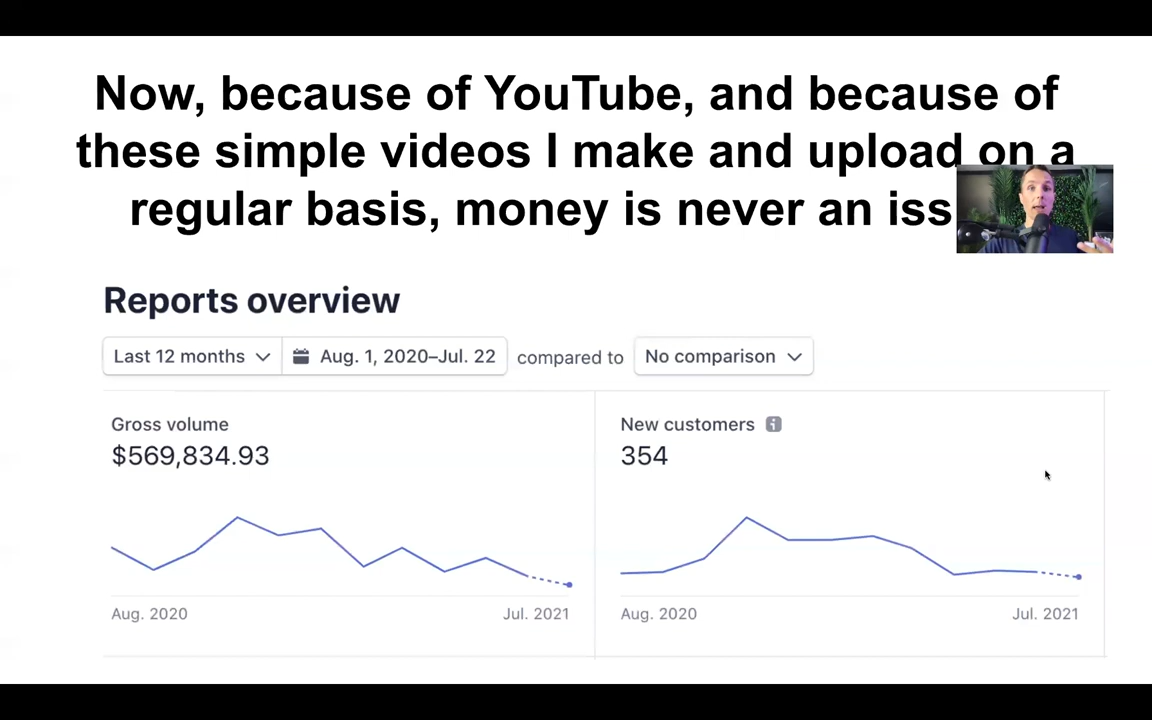 Now, because of YouTube, and because of
these simple videos I make and upload on a
regular basis, money is never an iss
Reports overview
Last 12 months Aug. 1, 2020–Jul. 22 compared to No comparison
Gross volume
$569,834.93
Aug. 2020 Jul. 2021
New customers
354
Aug. 2020 Jul. 2021